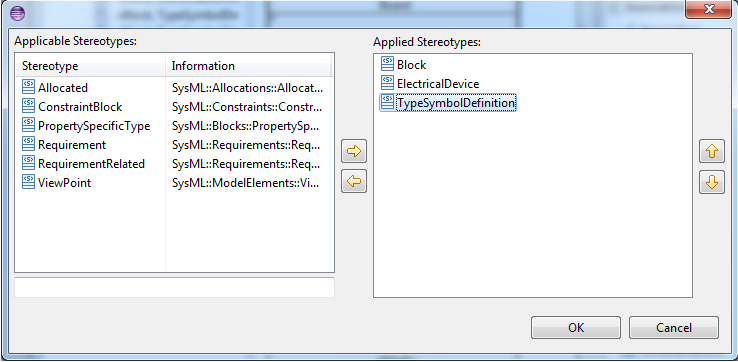 Applicable Stereotypes:
Stereotype Information
Allocated SysML::Allocations::Allocat...
ConstraintBlock SysML::Constraints::Constr...
PropertySpecificType SysML::Blocks::PropertySp...
Requirement SysML::Requirements::Req...
RequirementRelated SysML::Requirements::Req...
ViewPoint SysML::ModelElements::Vi...
Applied Stereotypes:
Block
ElectricalDevice
TypeSymbolDefinition
OK Cancel